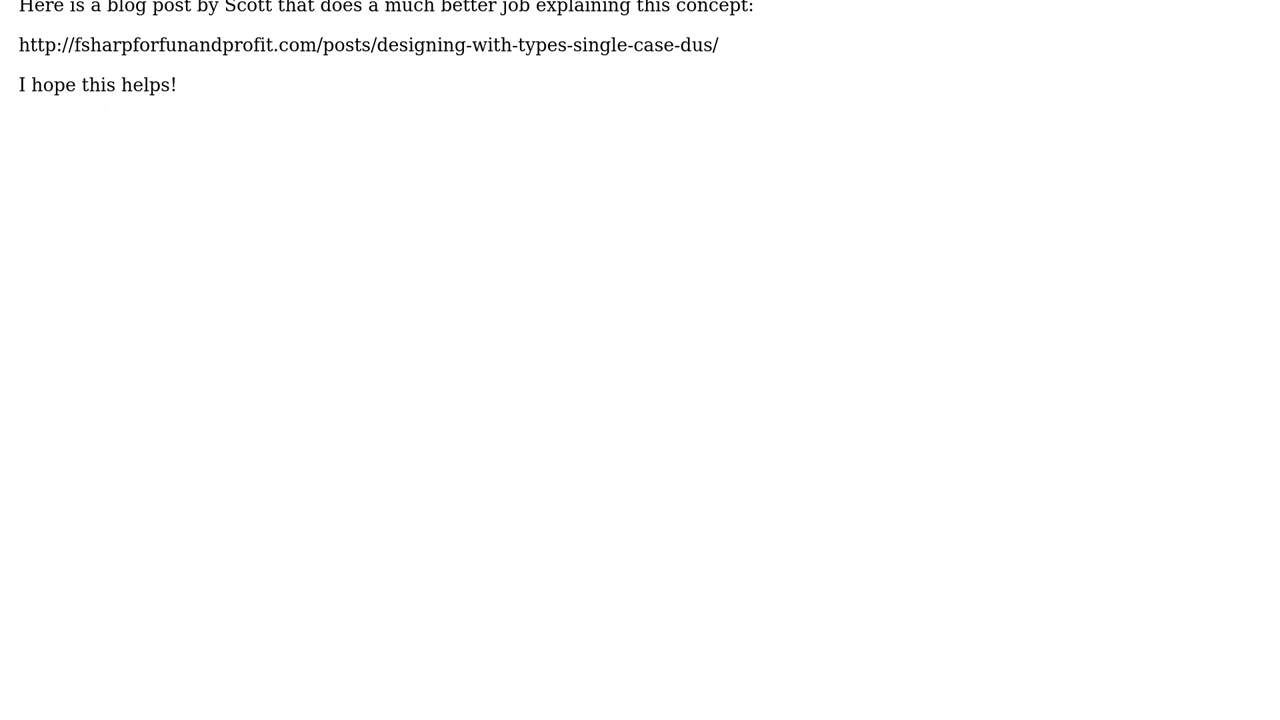 Here is a blog post by Scott that does a much better job explaining this concept:
http://fsharpforfunandprofit.com/posts/designing-with-types-single-case-dus/
I hope this helps!